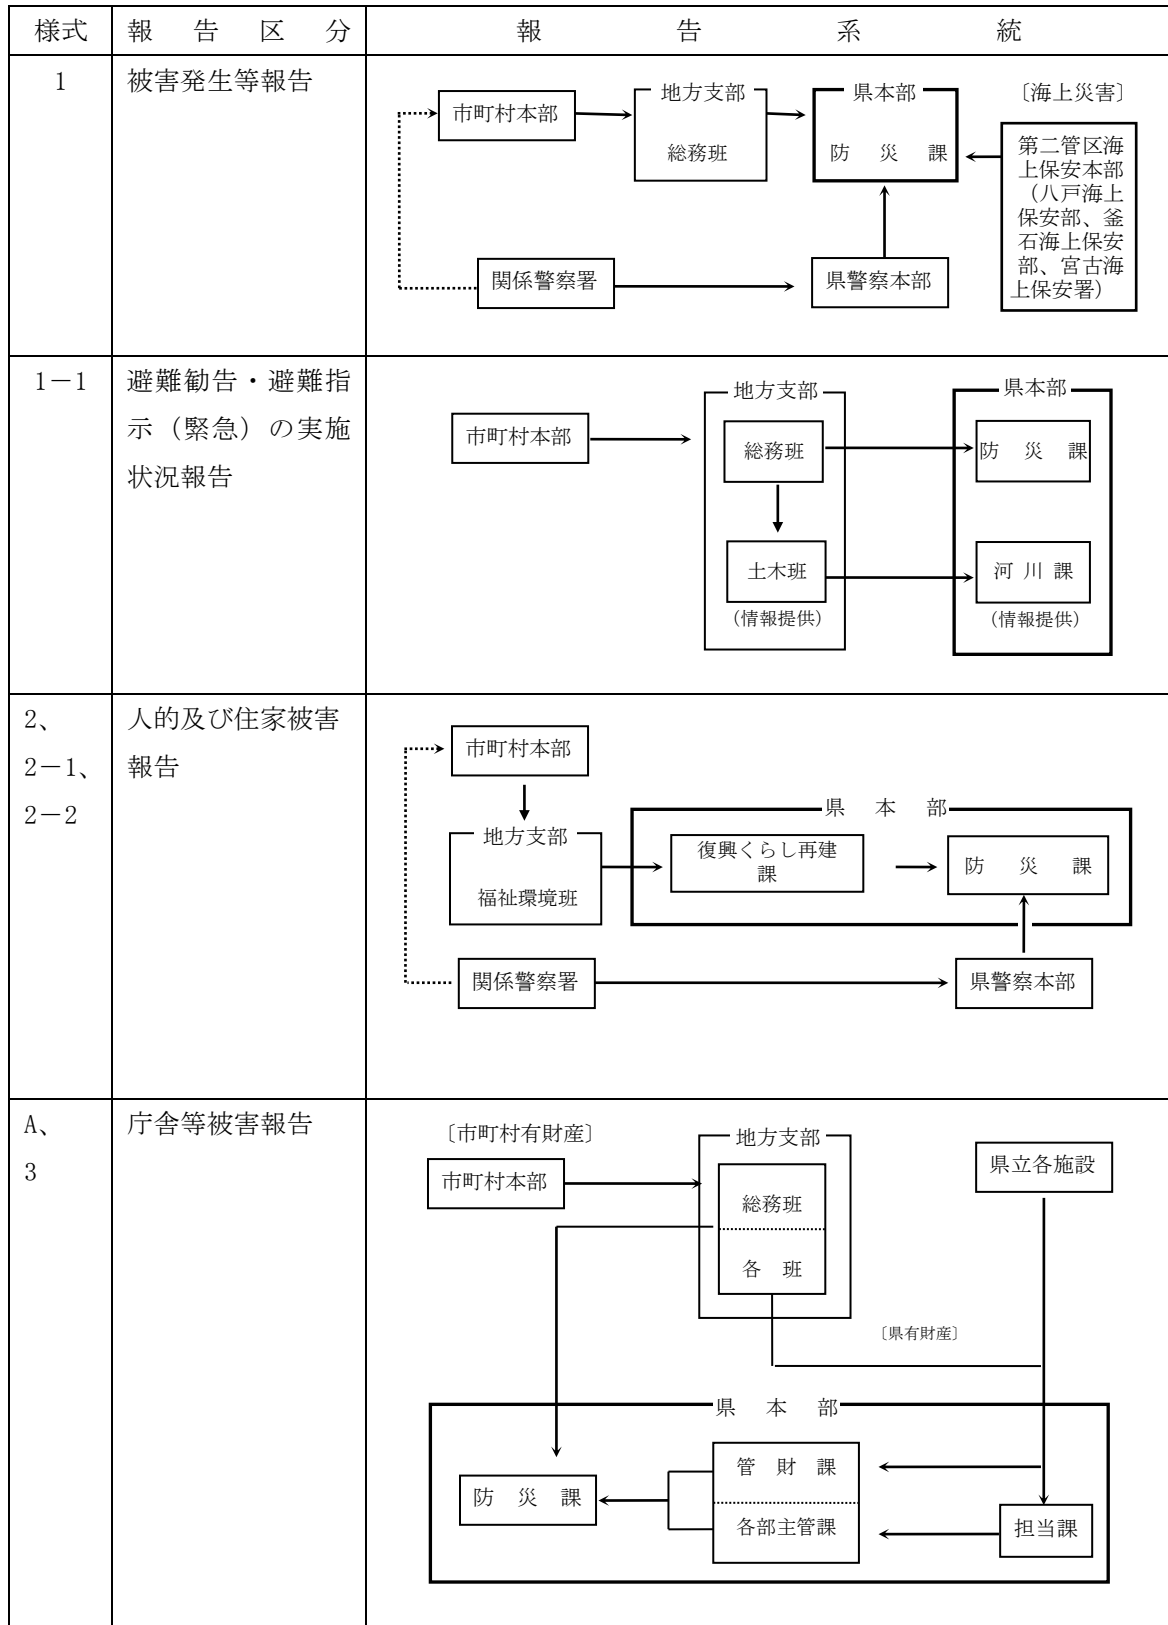 様式
報告区分
報告系統
1
被害発生等報告
市町村本部
地方支部
総務班
県本部
防災課
〔海上災害〕
第二管区海
上保安本部
（八戸海上
保安部、釜
石海上保安
部、宮古海
上保安署）
関係警察署
県警察本部
1－1
避難勧告・避難指
示（緊急）の実施
状況報告
市町村本部
地方支部
総務班
土木班
（情報提供）
県本部
防災課
河川課
（情報提供）
2、
2－1、
2－2
人的及び住家被害
報告
市町村本部
地方支部
福祉環境班
県本部
復興くらし再建
課
防災課
関係警察署
県警察本部
A、
3
庁舎等被害報告
〔市町村有財産〕
市町村本部
地方支部
総務班
各班
県立各施設
〔県有財産〕
県本部
防災課
管財課
各部主管課
担当課